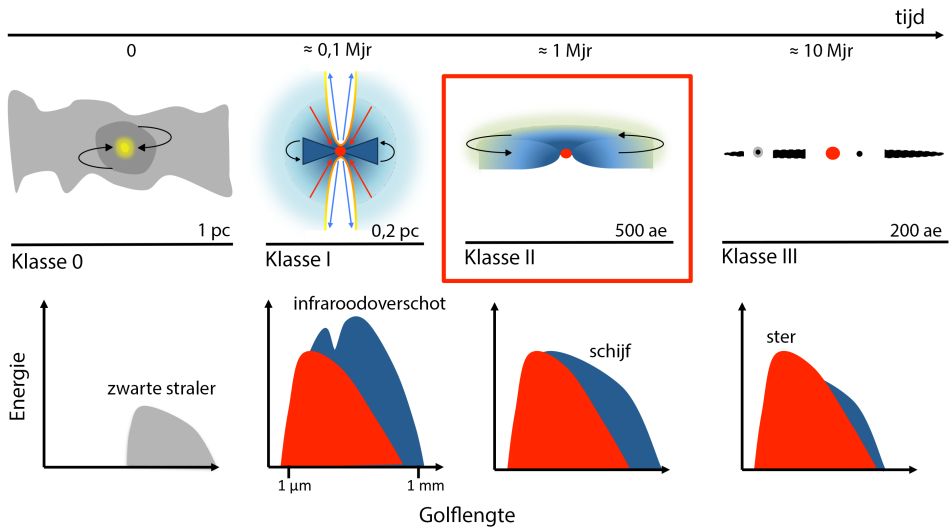 tijd
0
≈ 0,1 Mjr
≈ 1 Mjr
≈ 10 Mjr
1 pc
0,2 pc
500 ae
200 ae
Klasse 0
Klasse I
Klasse II
Klasse III
Energie
zwarte straler
infraroodoverschot
schijf
ster
1 μm
1 mm
Golflengte